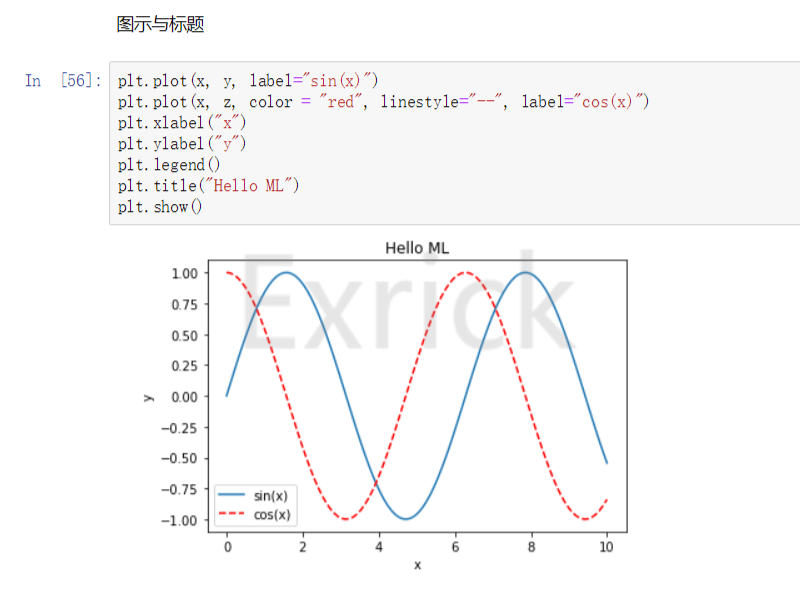 图示与标题
In [56]:
plt.plot(x, y, label="sin(x)")
plt.plot(x, z, color = "red", linestyle="--", label="cos(x)")
plt.xlabel("x")
plt.ylabel("y")
plt.legend()
plt.title("Hello ML")
plt.show()
Hello ML
Exrick
1.00
0.75
0.50
0.25
0.00
−0.25
−0.50
−0.75
−1.00
y
sin(x)
cos(x)
0 2 4 6 8 10
x